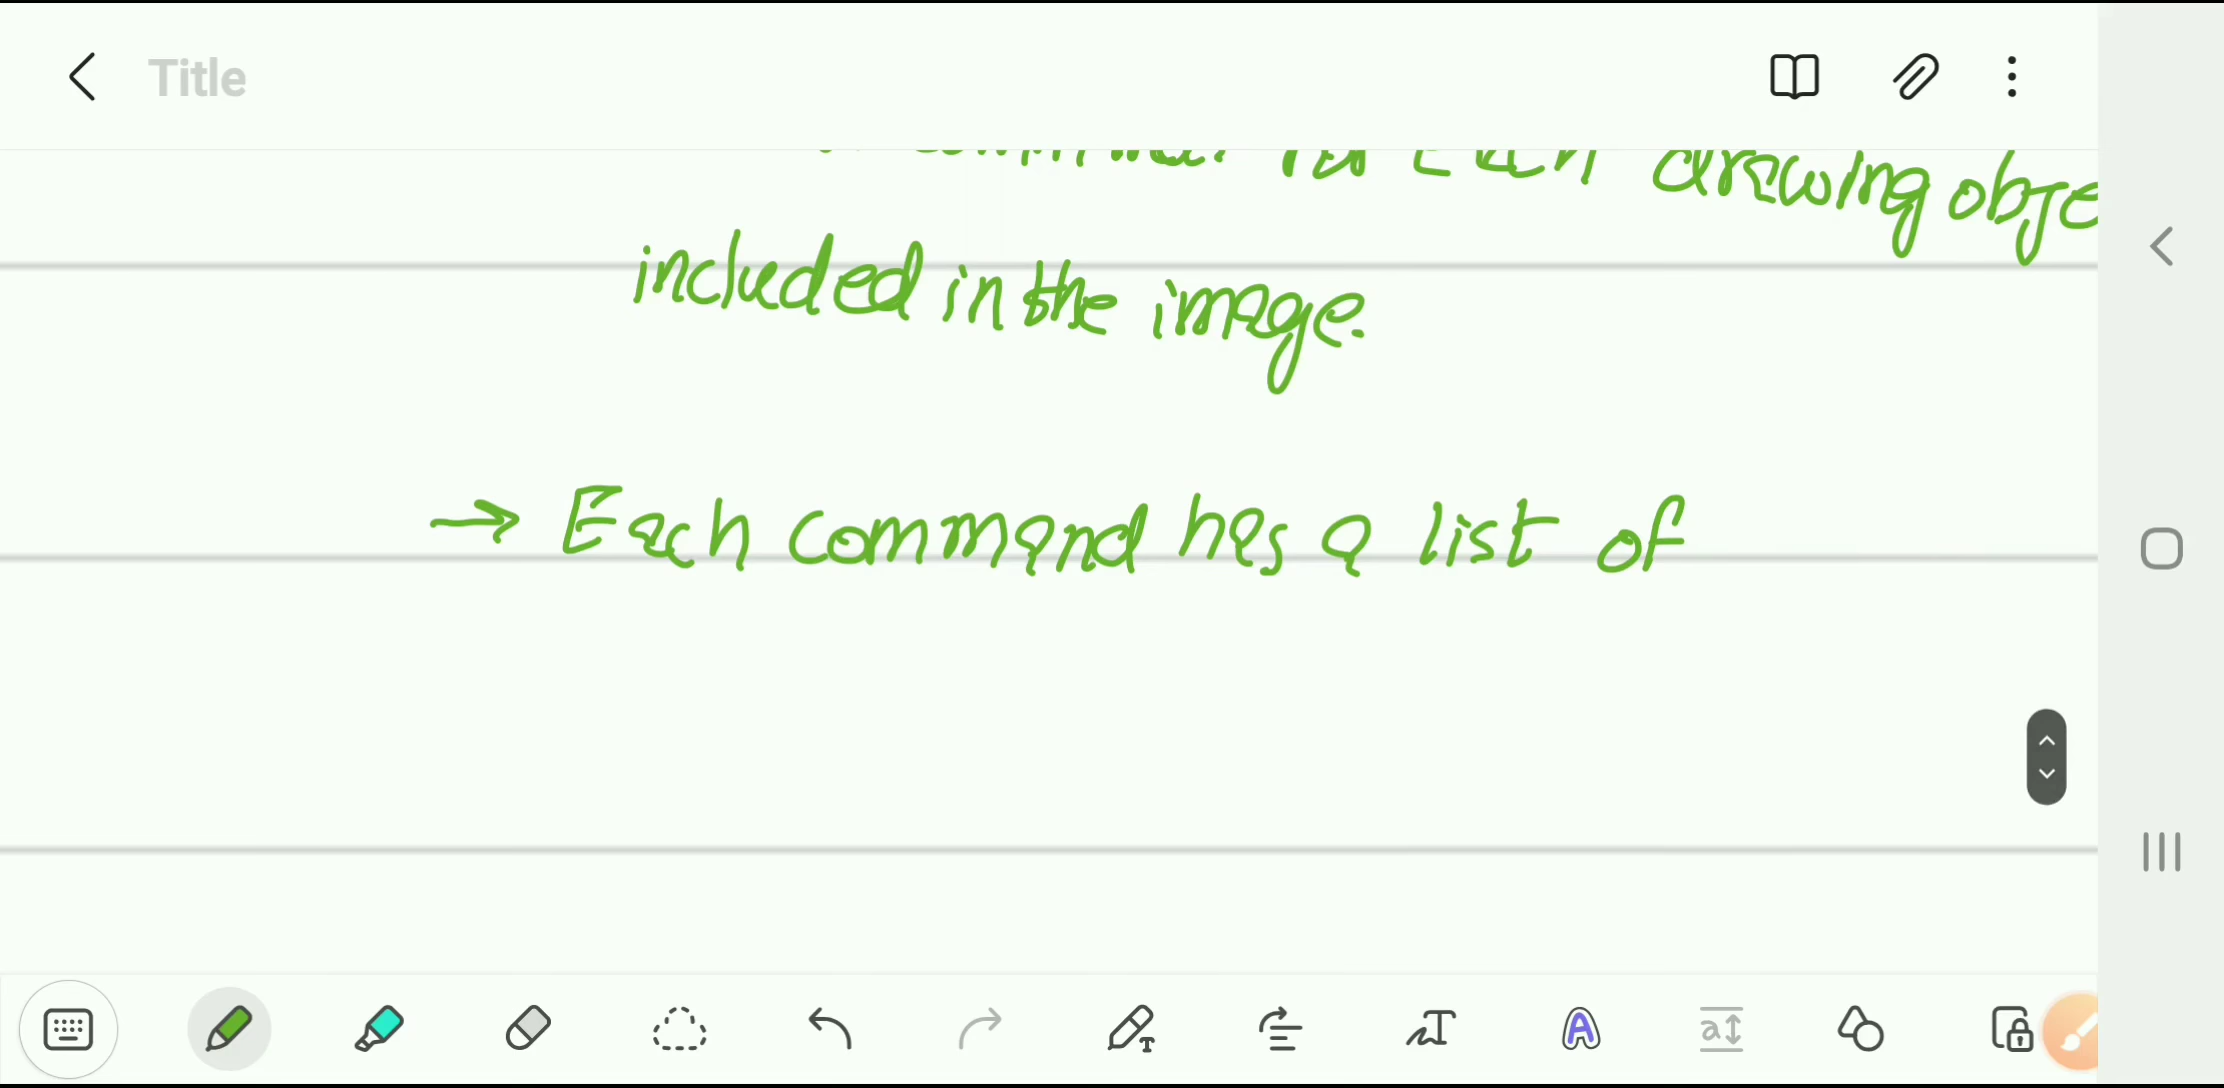 Title
drawing obje
included in the image.
→ Each command has a list of